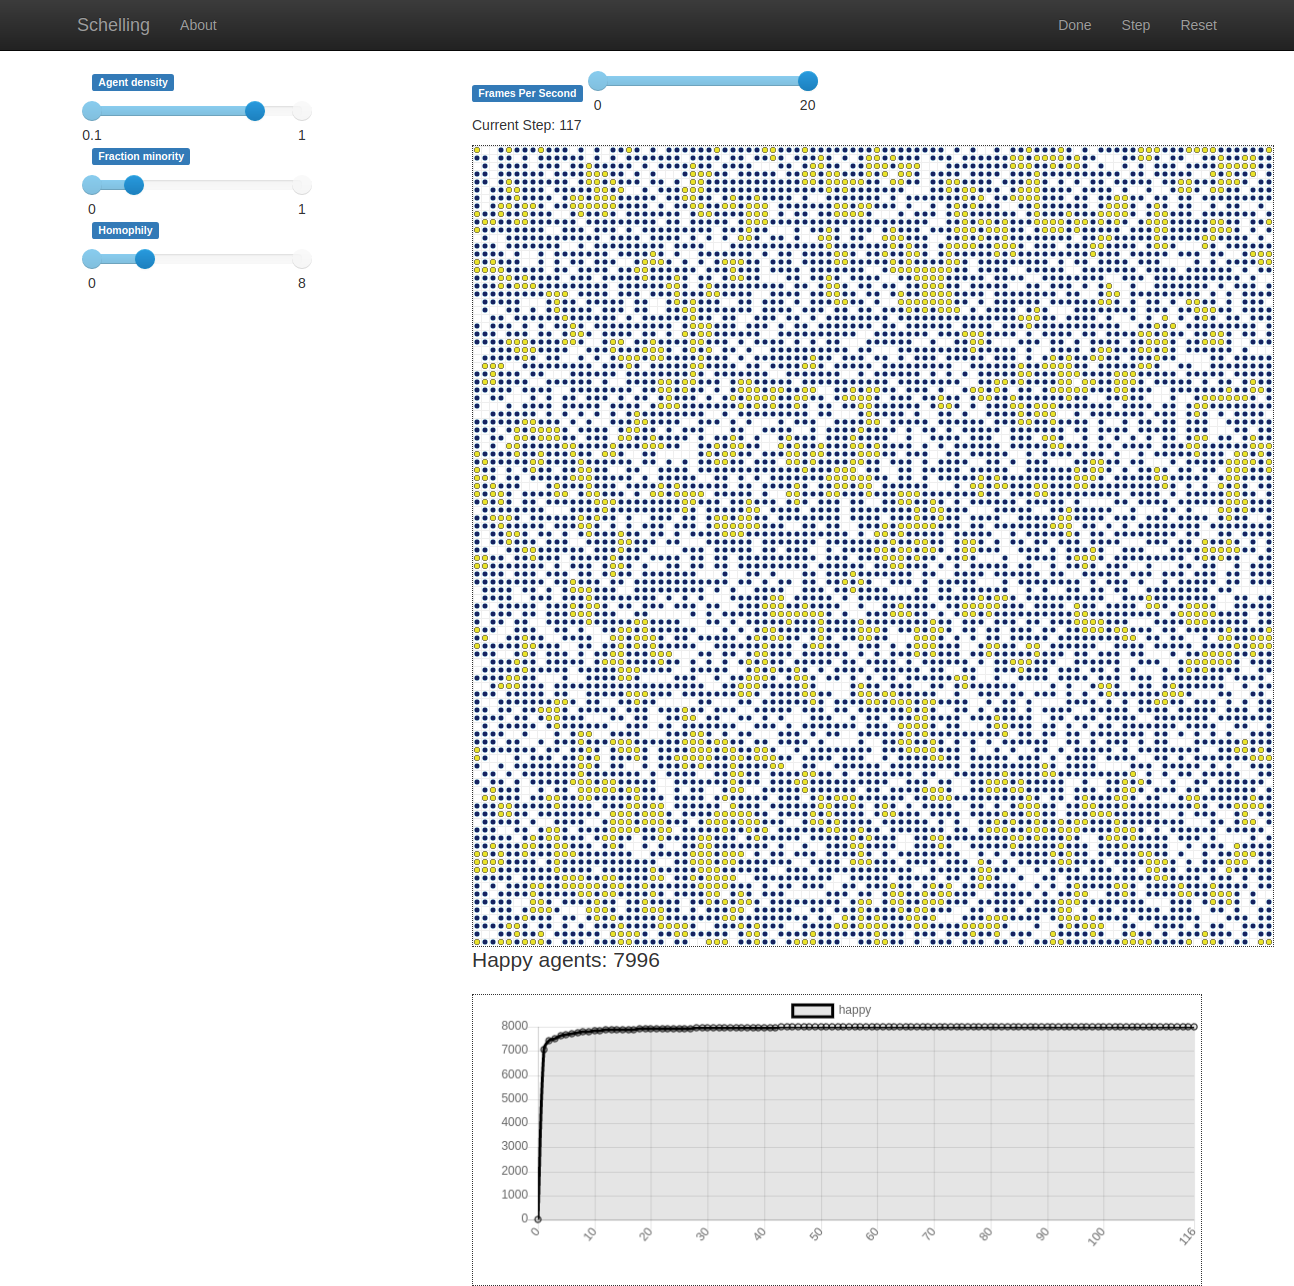 Schelling About Done Step Reset
Agent density
0.1 1
Fraction minority
0 1
Homophily
0 8
Frames Per Second
0 20
Current Step: 117
Happy agents: 7996
happy
8000
7000
6000
5000
4000
3000
2000
1000
0
0 10 20 30 40 50 60 70 80 90 100 116